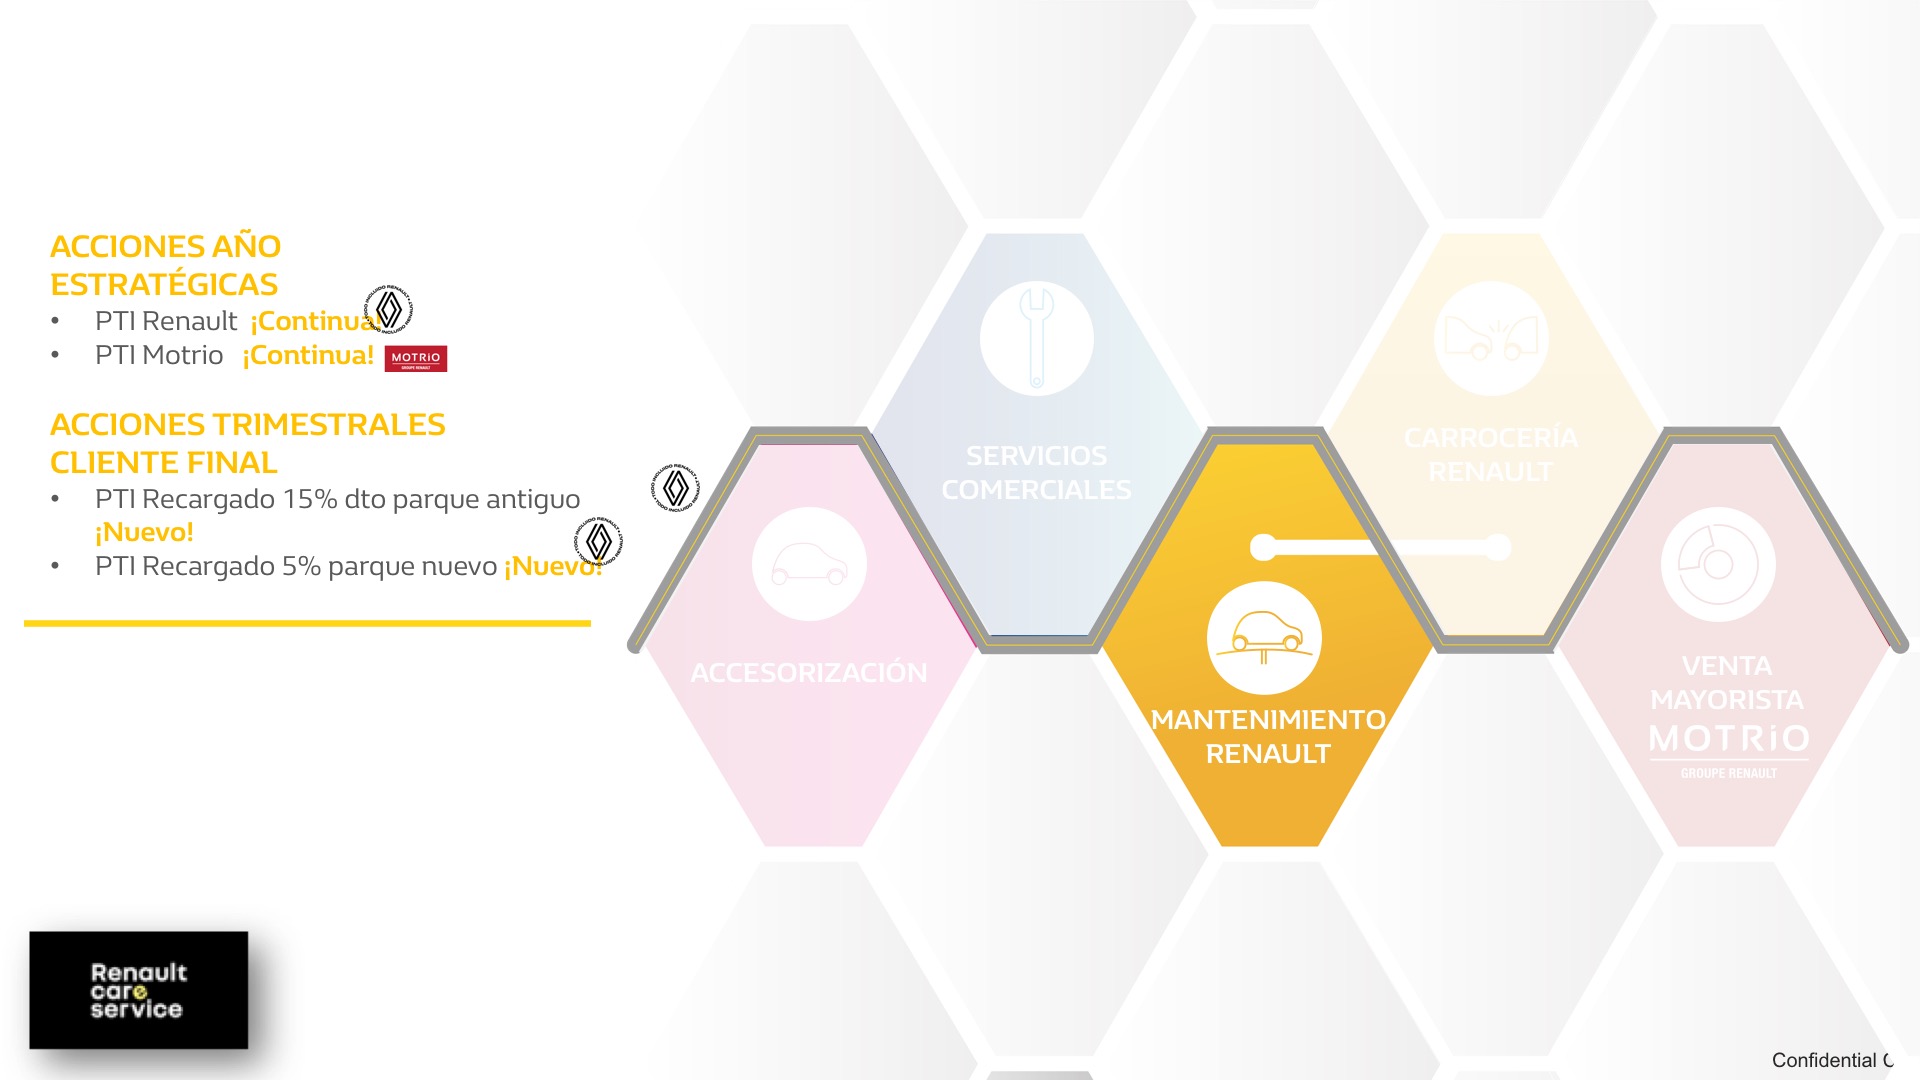 ACCIONES AÑO
ESTRATÉGICAS
• PTI Renault ¡Continua!
• PTI Motrio ¡Continua!
MOTRiO
GROUPE RENAULT
ACCIONES TRIMESTRALES
CLIENTE FINAL
• PTI Recargado 15% dto parque antiguo
¡Nuevo!
• PTI Recargado 5% parque nuevo ¡Nuevo!
SERVICIOS
COMERCIALES
CARROCERÍA
RENAULT
ACCESORIZACIÓN
MANTENIMIENTO
RENAULT
VENTA
MAYORISTA
MOTRiO
GROUPE RENAULT
Renault
care
service
Confidential C